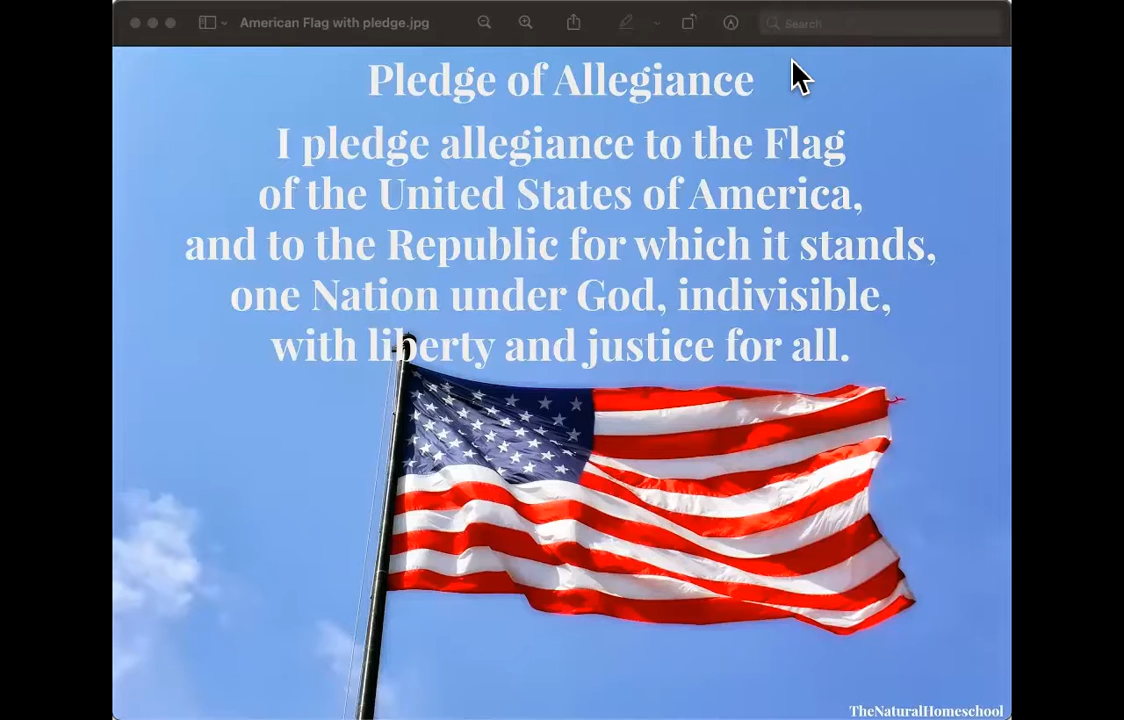 American Flag with pledge.jpg
Search
Pledge of Allegiance
I pledge allegiance to the Flag
of the United States of America,
and to the Republic for which it stands,
one Nation under God, indivisible,
with liberty and justice for all.
TheNaturalHomeschool